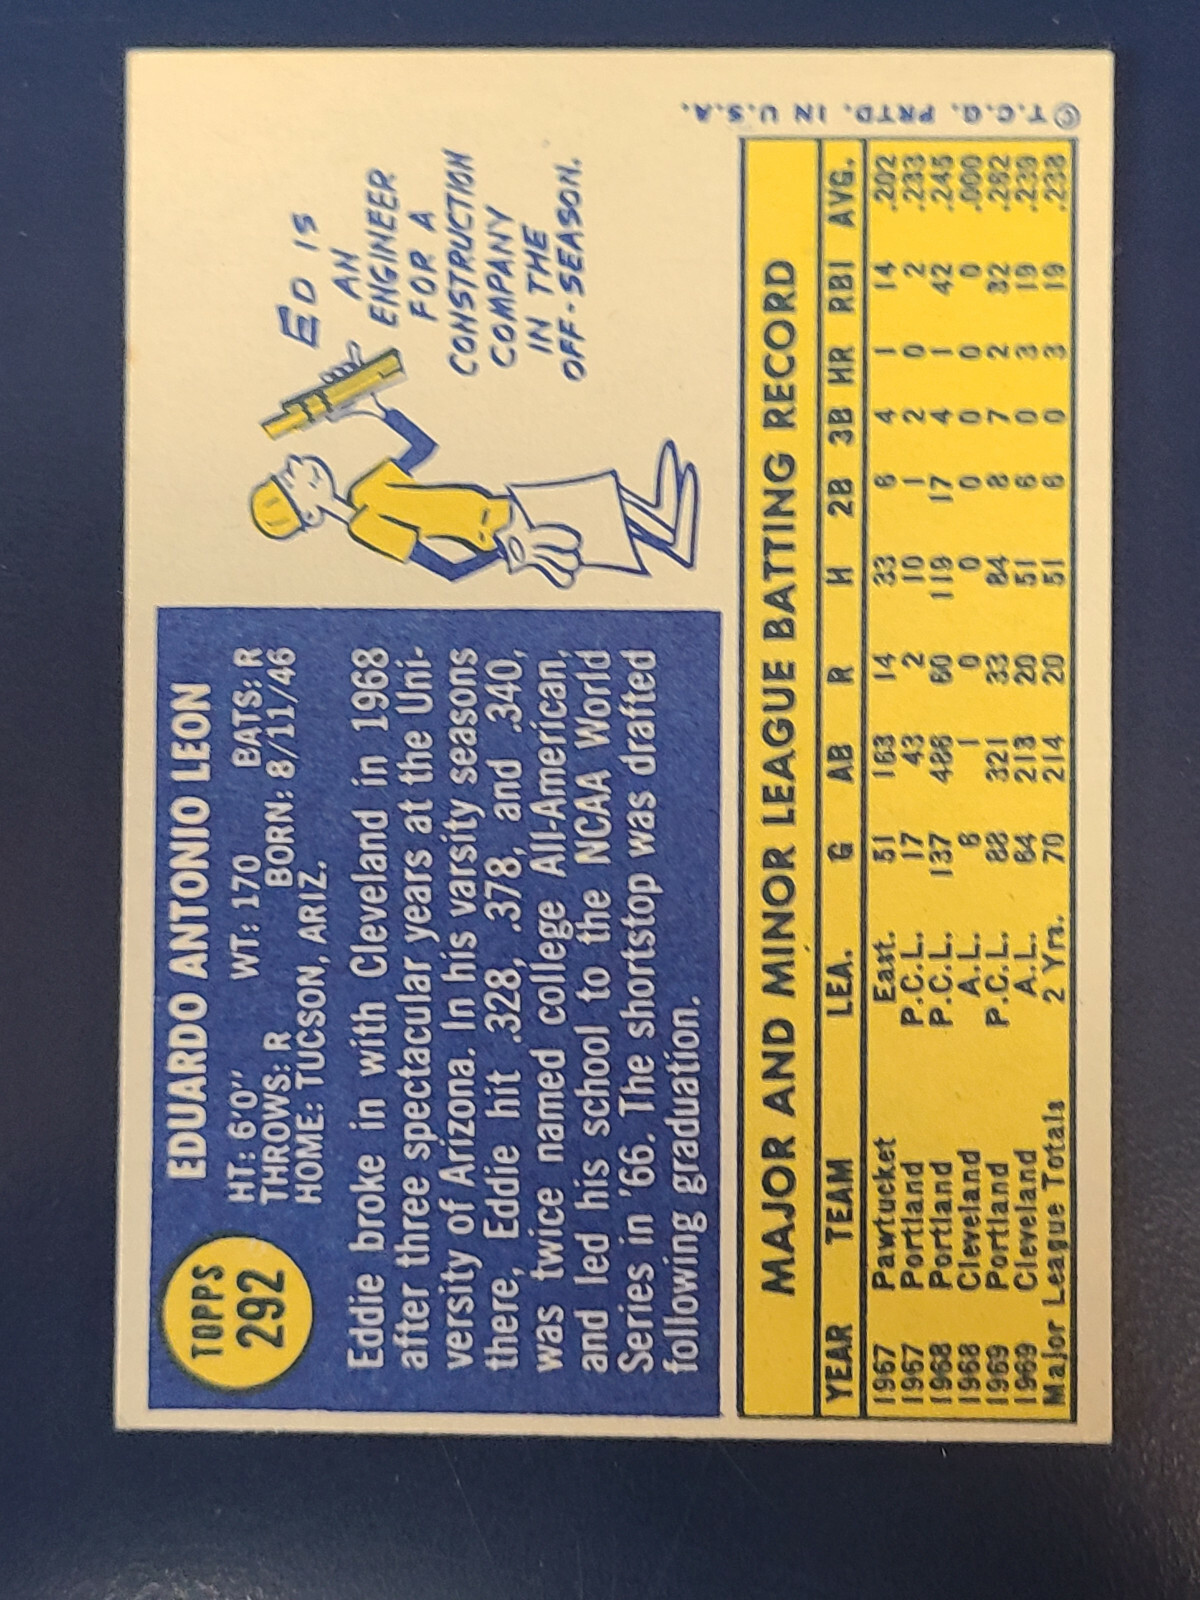 TOPPS
292
EDUARDO ANTONIO LEON
HT: 6'0" WT: 170 BATS: R
THROWS: R BORN: 8/11/46
HOME: TUCSON, ARIZ.
Eddie broke in with Cleveland in 1968
after three spectacular years at the Uni-
versity of Arizona. In his varsity seasons
there, Eddie hit .328, .378, and .340,
was twice named college All-American,
and led his school to the NCAA World
Series in '66. The shortstop was drafted
following graduation.
ED IS
AN
ENGINEER
FOR A
CONSTRUCTION
COMPANY
IN THE
OFF-SEASON.
MAJOR AND MINOR LEAGUE BATTING RECORD
YEAR TEAM LEA. G AB R H 2B 3B HR RBI AVG.
1967 Pawtucket East. 51 163 14 33 6 4 1 14 .202
1967 Portland P.C.L. 17 43 2 10 1 2 0 2 .233
1968 Portland P.C.L. 137 486 60 119 17 4 1 42 .245
1968 Cleveland A.L. 6 1 0 0 0 0 0 0 .000
1969 Portland P.C.L. 88 321 33 84 8 7 2 32 .262
1969 Cleveland A.L. 64 213 20 51 6 0 3 19 .239
Major League Totals 2 Yrs. 70 214 20 51 6 0 3 19 .238
©T.C.G. PRTD. IN U.S.A.